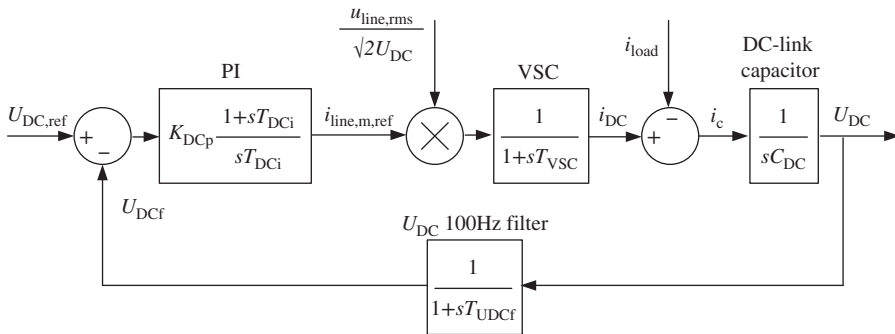 u_line,rms
√2U_DC
PI
VSC
i_load
DC-link
capacitor
U_DC,ref
+
−
K_DCp 1+sT_DCi
sT_DCi
i_line,m,ref
×
1
1+sT_VSC
i_DC
+
−
i_c
1
sC_DC
U_DC
U_DCf
U_DC 100Hz filter
1
1+sT_UDCf